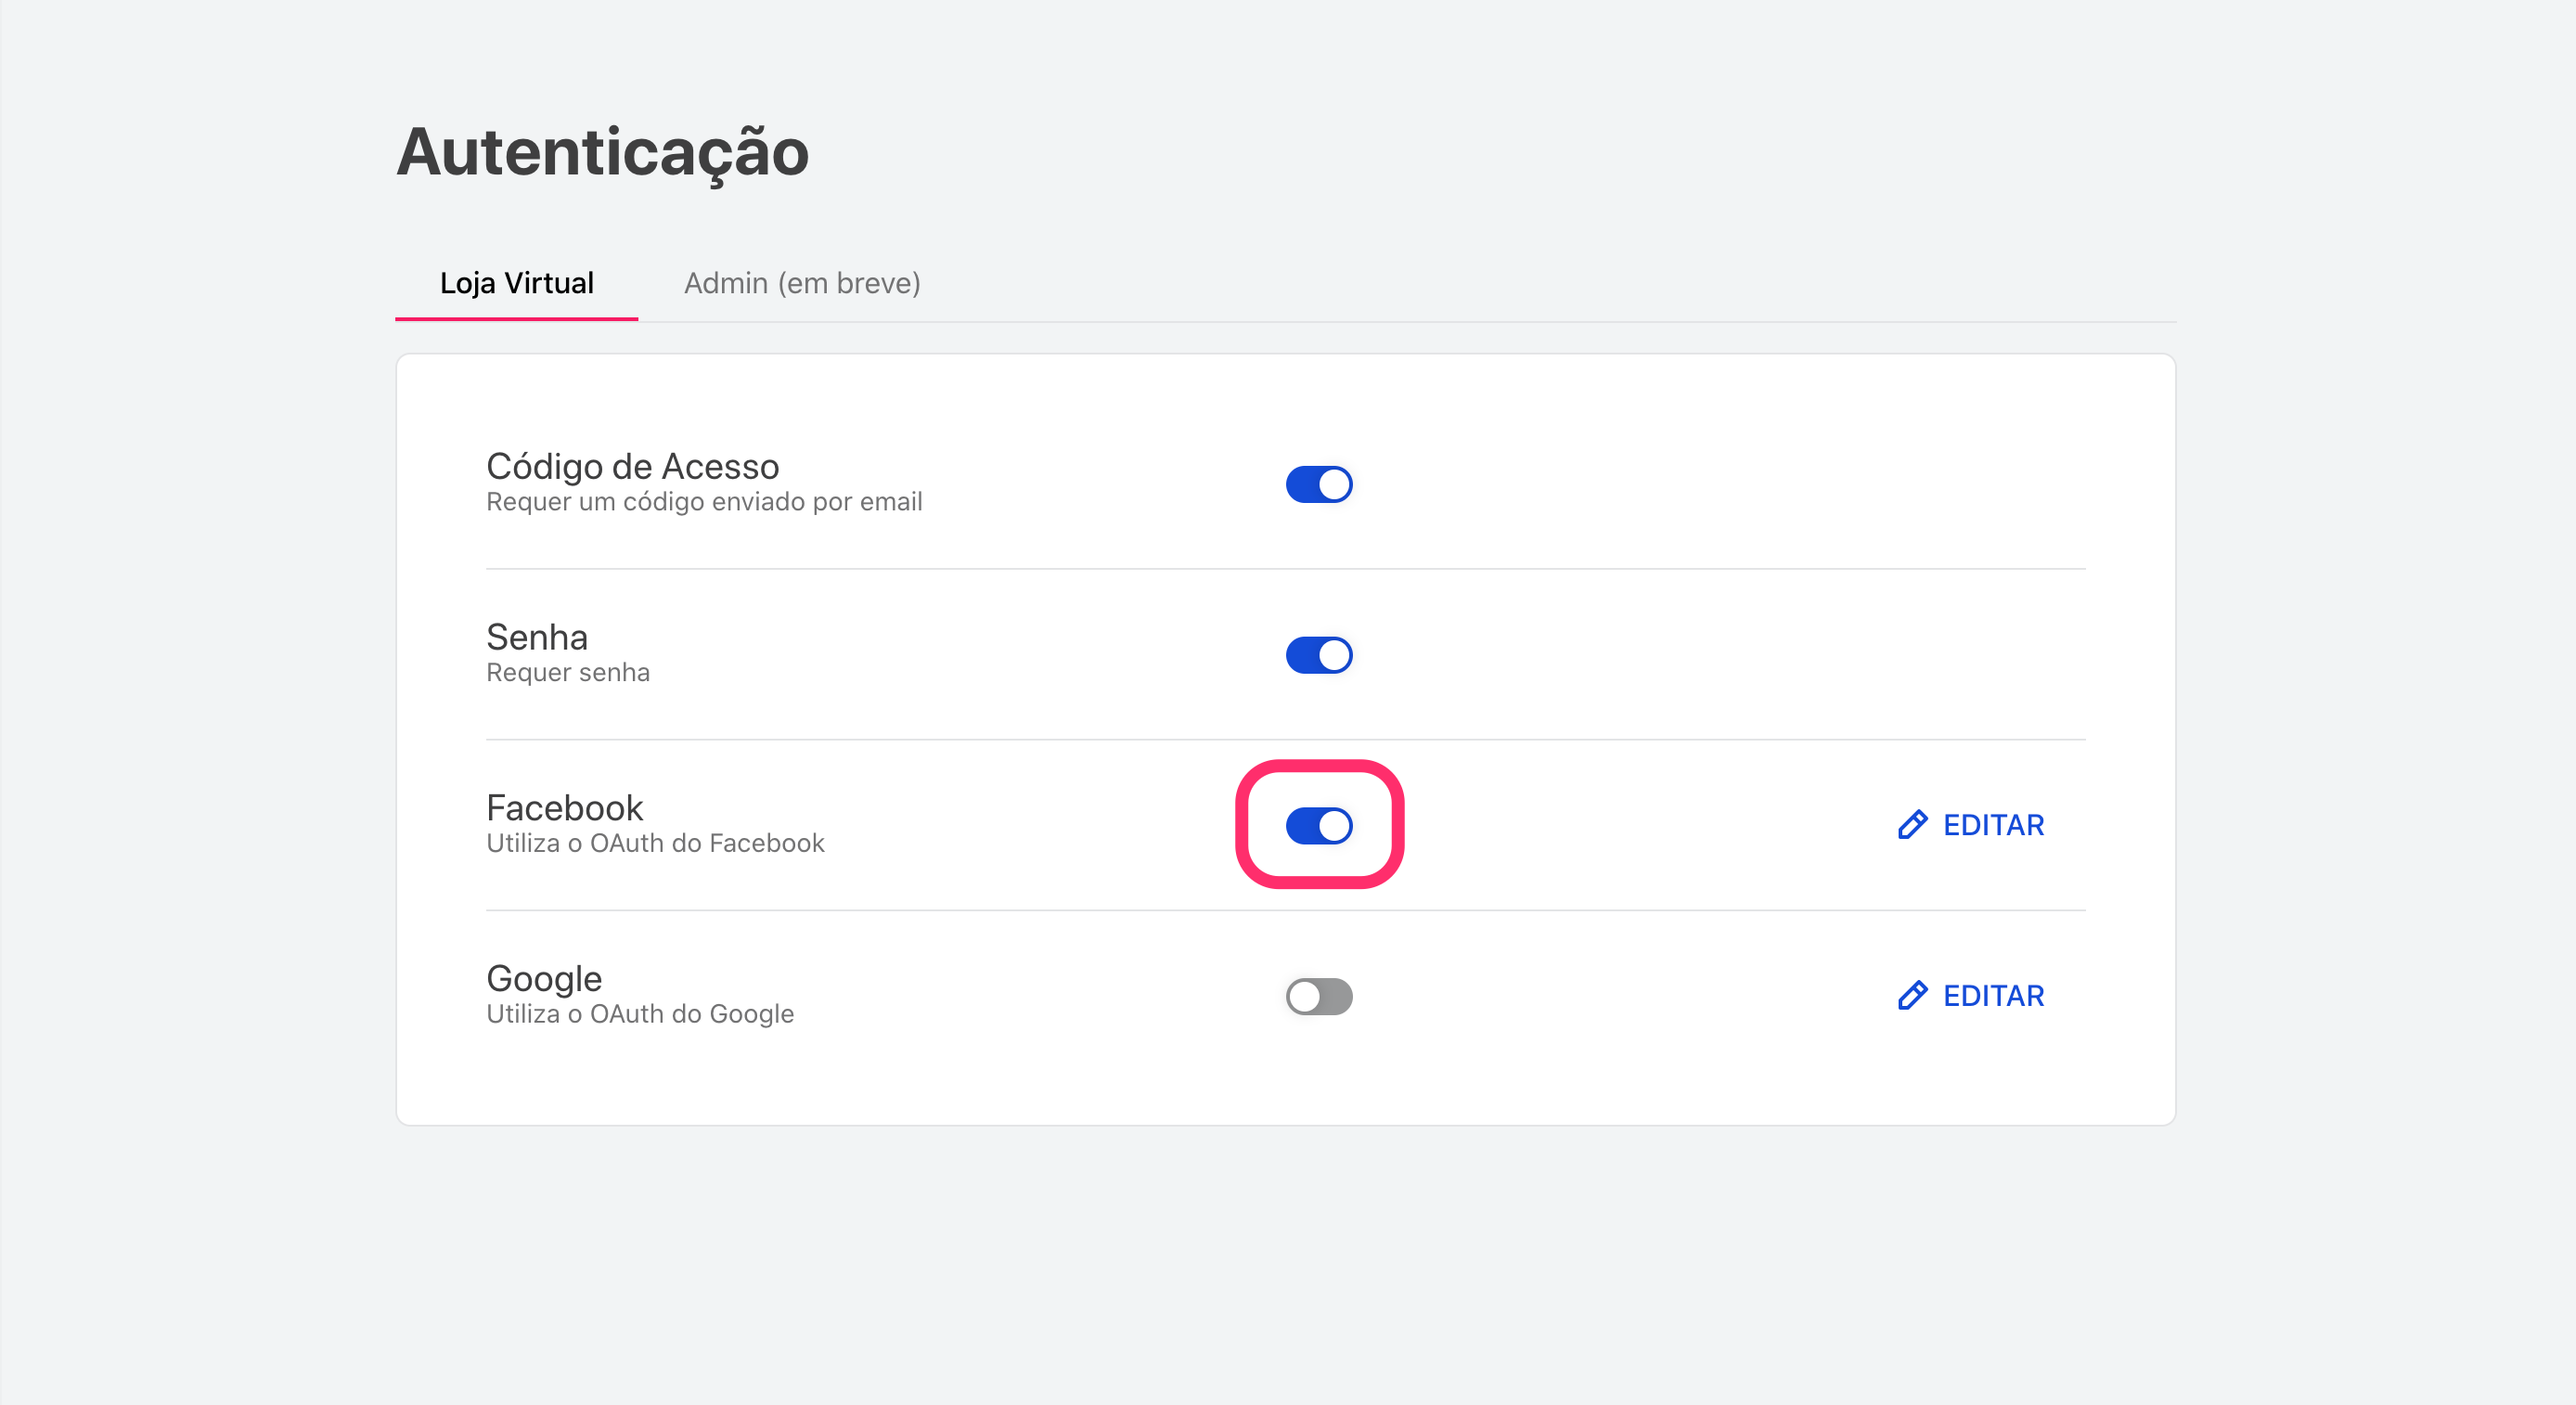 Autenticação
Loja Virtual
Admin (em breve)
Código de Acesso
Requer um código enviado por email
Senha
Requer senha
Facebook
Utiliza o OAuth do Facebook
EDITAR
Google
Utiliza o OAuth do Google
EDITAR